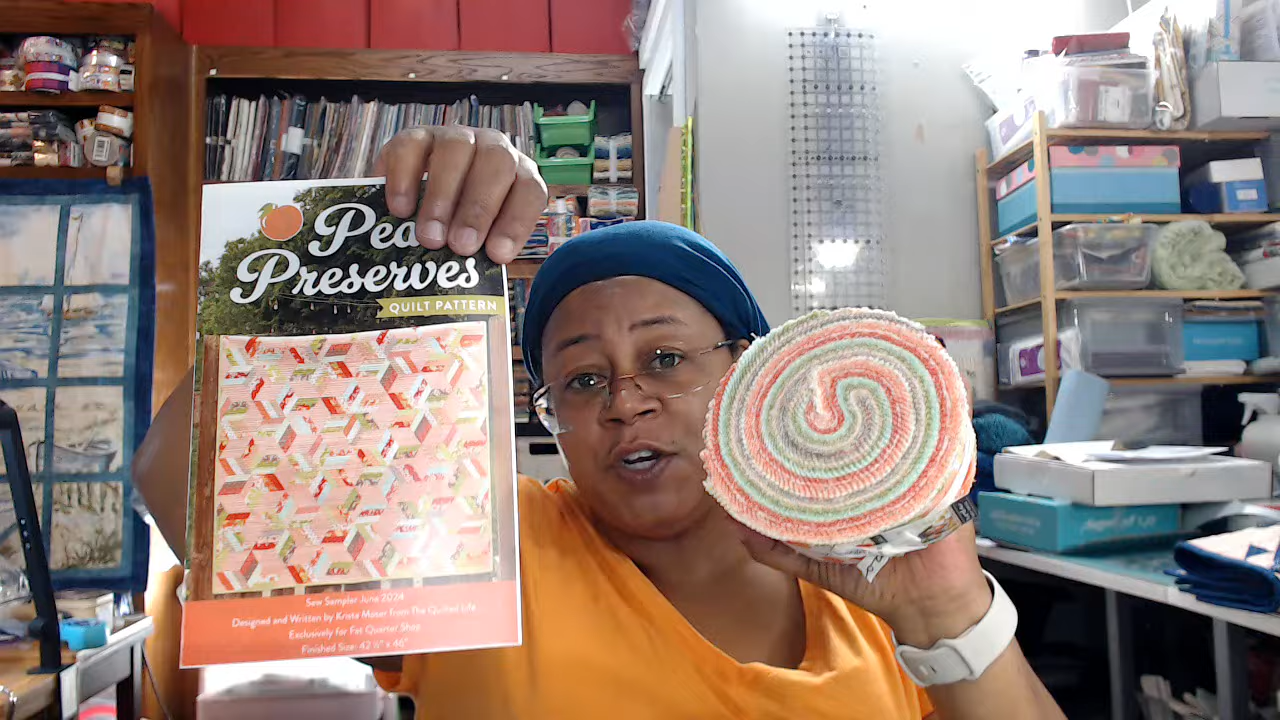 Pea
Preserves
QUILT PATTERN
Sew Sampler June 2024
Designed and Written by Krista Moser from The Quilted Life
Exclusively for Fat Quarter Shop
Finished Size: 42 ½" x 46"